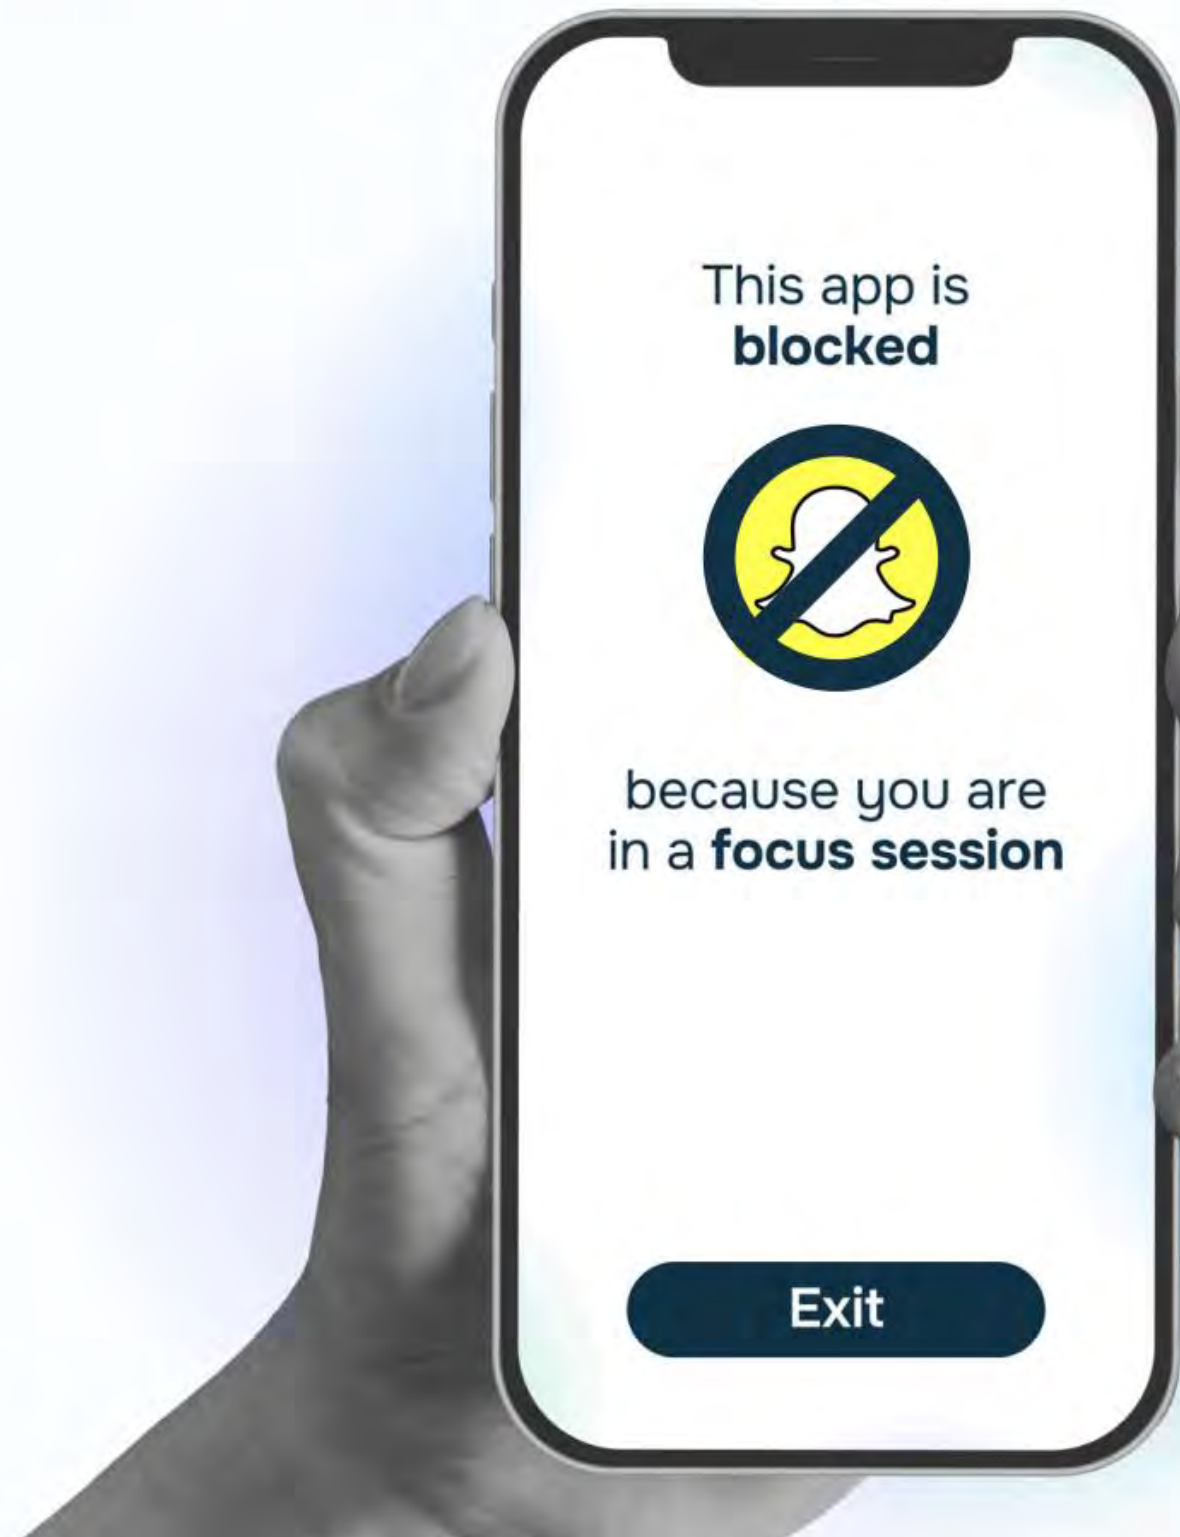 This app is
blocked
because you are
in a focus session
Exit